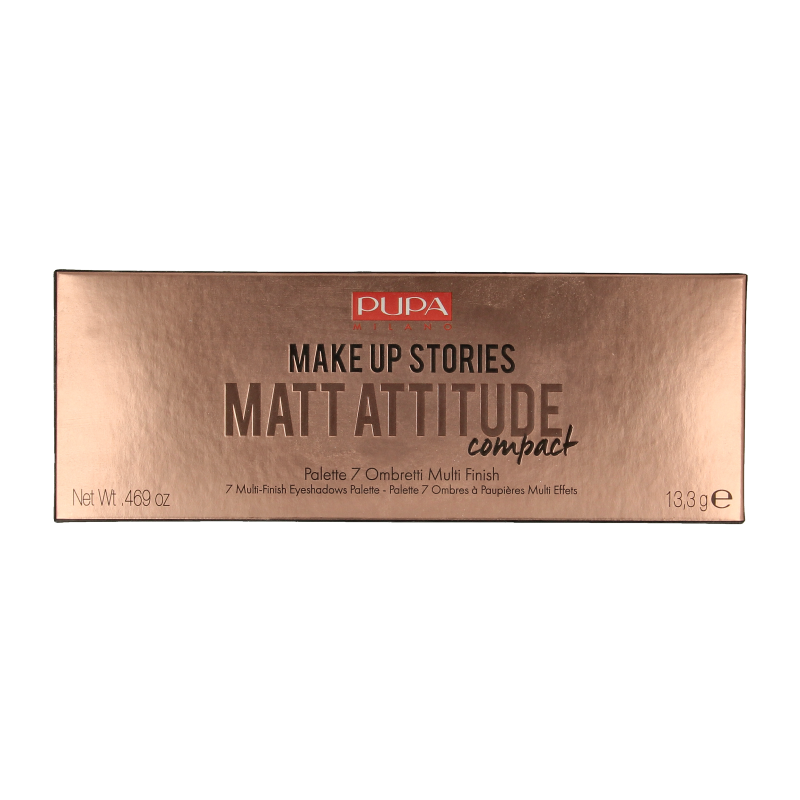 PUPA
MILANO
MAKE UP STORIES
MATT ATTITUDE
compact
Palette 7 Ombretti Multi Finish
7 Multi-Finish Eyeshadows Palette - Palette 7 Ombres à Paupières Multi Effets
Net Wt .469 oz
13,3 g ℮